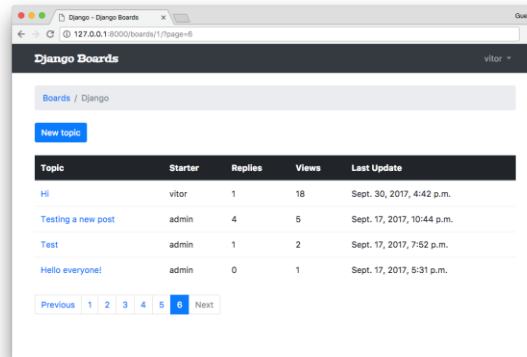 Django - Django Boards
Gue
127.0.0.1:8000/boards/1/?page=6
Django Boards
vitor
Boards / Django
New topic
Topic Starter Replies Views Last Update
Hi vitor 1 18 Sept. 30, 2017, 4:42 p.m.
Testing a new post admin 4 5 Sept. 17, 2017, 10:44 p.m.
Test admin 1 2 Sept. 17, 2017, 7:52 p.m.
Hello everyone! admin 0 1 Sept. 17, 2017, 5:31 p.m.
Previous 1 2 3 4 5 6 Next